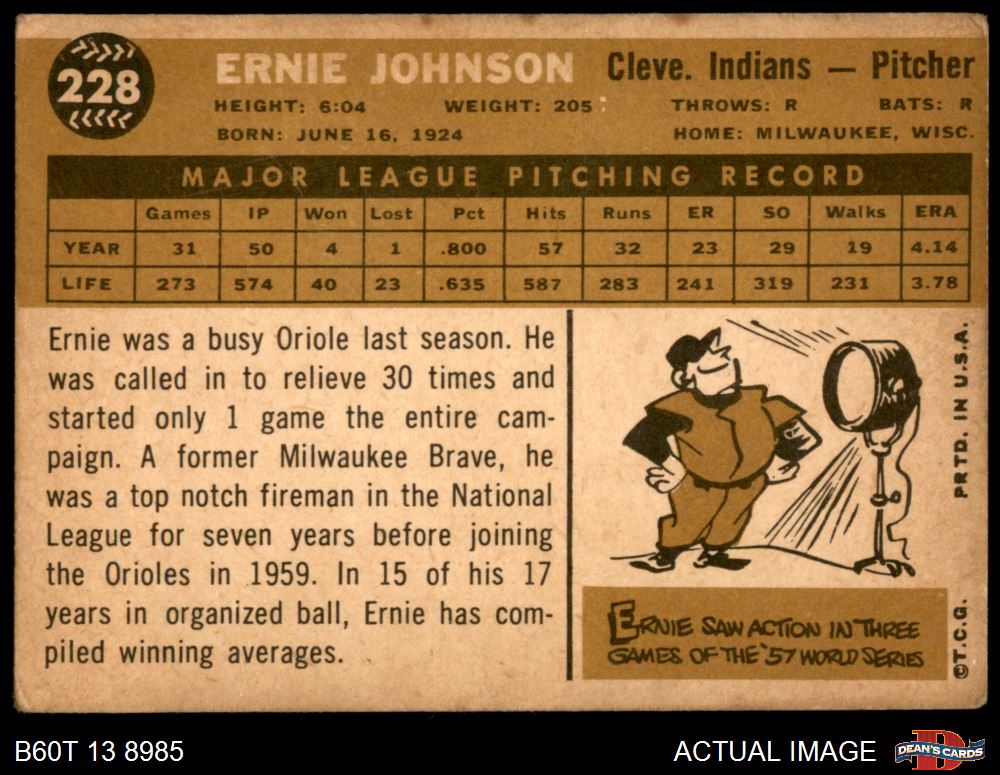 228
ERNIE JOHNSON Cleve. Indians — Pitcher
HEIGHT: 6:04 WEIGHT: 205 THROWS: R BATS: R
BORN: JUNE 16, 1924 HOME: MILWAUKEE, WISC.
MAJOR LEAGUE PITCHING RECORD
Games IP Won Lost Pct Hits Runs ER SO Walks ERA
YEAR 31 50 4 1 .800 57 32 23 29 19 4.14
LIFE 273 574 40 23 .635 587 283 241 319 231 3.78
Ernie was a busy Oriole last season. He
was called in to relieve 30 times and
started only 1 game the entire cam-
paign. A former Milwaukee Brave, he
was a top notch fireman in the National
League for seven years before joining
the Orioles in 1959. In 15 of his 17
years in organized ball, Ernie has com-
piled winning averages.
ERNIE SAW ACTION IN THREE
GAMES OF THE '57 WORLD SERIES
©T.C.G. PRTD. IN U.S.A.
B60T 13 8985
ACTUAL IMAGE
DEAN'S CARDS